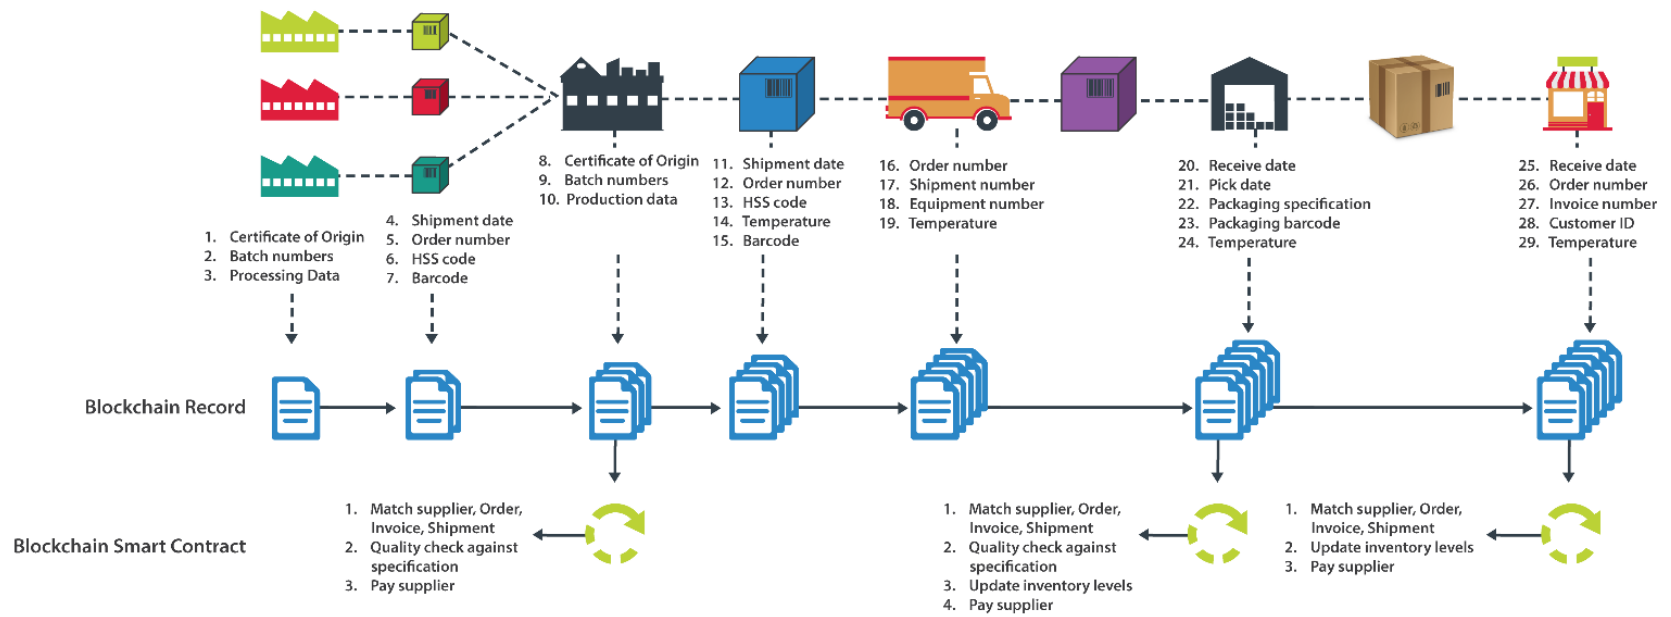 1. Certificate of Origin
2. Batch numbers
3. Processing Data
4. Shipment date
5. Order number
6. HSS code
7. Barcode
8. Certificate of Origin
9. Batch numbers
10. Production data
11. Shipment date
12. Order number
13. HSS code
14. Temperature
15. Barcode
16. Order number
17. Shipment number
18. Equipment number
19. Temperature
20. Receive date
21. Pick date
22. Packaging specification
23. Packaging barcode
24. Temperature
25. Receive date
26. Order number
27. Invoice number
28. Customer ID
29. Temperature
Blockchain Record
Blockchain Smart Contract
1. Match supplier, Order,
Invoice, Shipment
2. Quality check against
specification
3. Pay supplier
1. Match supplier, Order,
Invoice, Shipment
2. Quality check against
specification
3. Update inventory levels
4. Pay supplier
1. Match supplier, Order,
Invoice, Shipment
2. Update inventory levels
3. Pay supplier